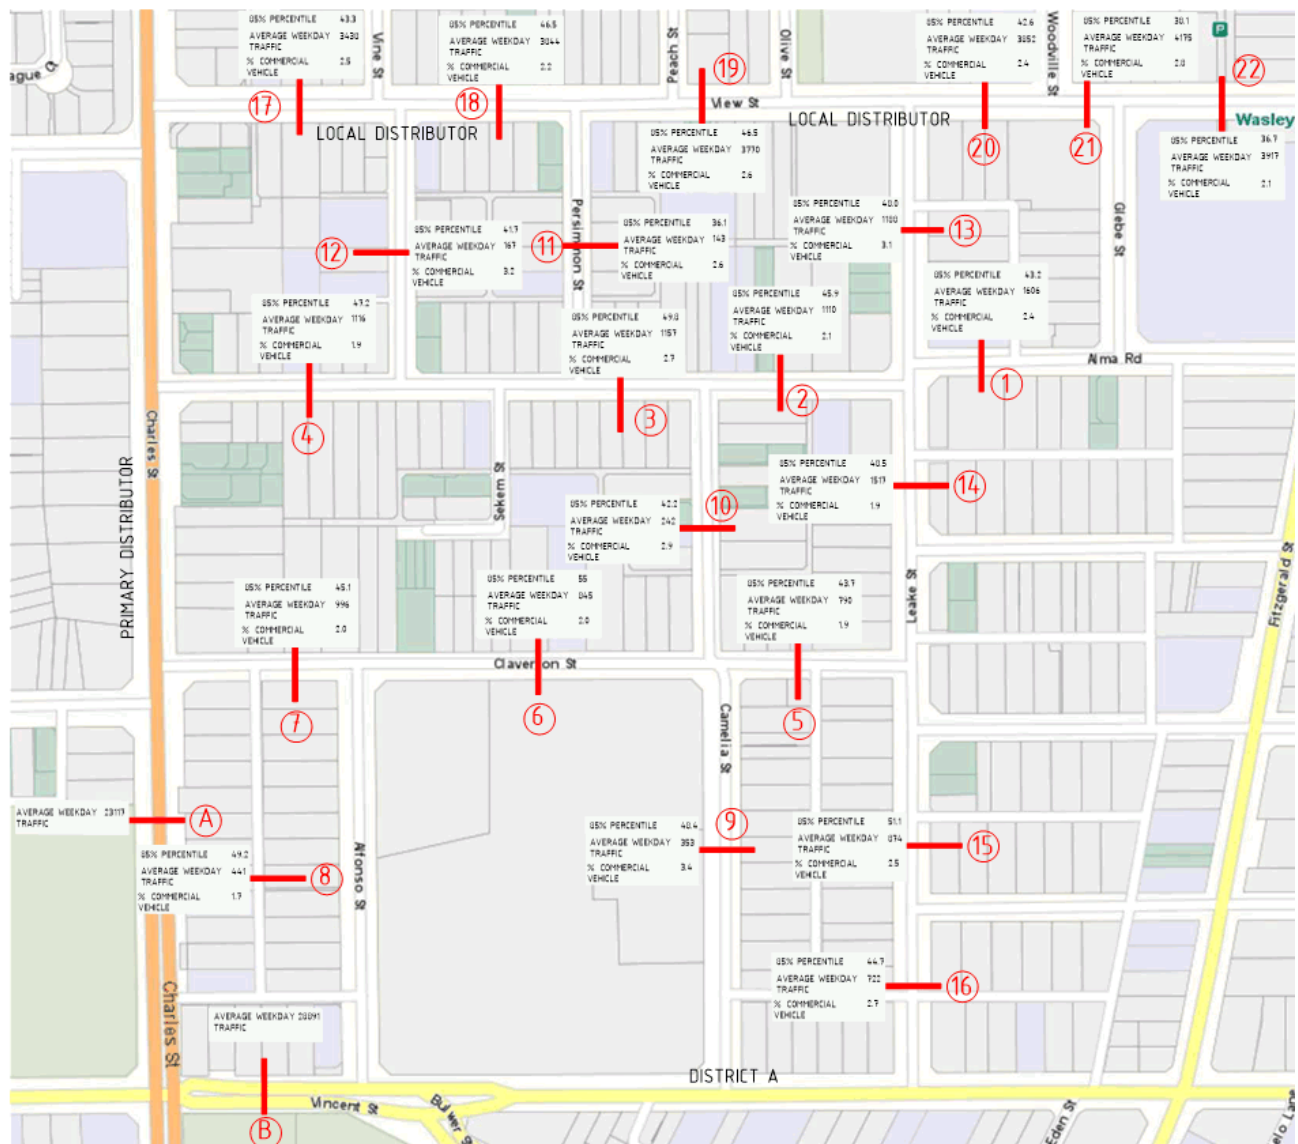 85% PERCENTILE 43.3
AVERAGE WEEKDAY 3430
TRAFFIC
% COMMERCIAL 2.5
VEHICLE
17
85% PERCENTILE 46.5
AVERAGE WEEKDAY 3844
TRAFFIC
% COMMERCIAL 2.2
VEHICLE
18
19
85% PERCENTILE 42.6
AVERAGE WEEKDAY 3852
TRAFFIC
% COMMERCIAL 2.4
VEHICLE
20
85% PERCENTILE 38.1
AVERAGE WEEKDAY 4175
TRAFFIC
% COMMERCIAL 2.0
VEHICLE
21
P
22
Vine St
Peach St
Olive St
Woodville St
ague Ct
View St
LOCAL DISTRIBUTOR
LOCAL DISTRIBUTOR
Wasley
85% PERCENTILE 46.5
AVERAGE WEEKDAY 3770
TRAFFIC
% COMMERCIAL 2.6
VEHICLE
85% PERCENTILE 36.7
AVERAGE WEEKDAY 3917
TRAFFIC
% COMMERCIAL 2.1
VEHICLE
Persimmon St
Glebe St
12
85% PERCENTILE 41.7
AVERAGE WEEKDAY 167
TRAFFIC
% COMMERCIAL 3.2
VEHICLE
11
85% PERCENTILE 36.1
AVERAGE WEEKDAY 143
TRAFFIC
% COMMERCIAL 2.6
VEHICLE
85% PERCENTILE 40.0
AVERAGE WEEKDAY 1180
TRAFFIC
% COMMERCIAL 3.1
VEHICLE
13
85% PERCENTILE 47.2
AVERAGE WEEKDAY 1116
TRAFFIC
% COMMERCIAL 1.9
VEHICLE
4
85% PERCENTILE 49.8
AVERAGE WEEKDAY 1157
TRAFFIC
% COMMERCIAL 2.7
VEHICLE
3
85% PERCENTILE 45.9
AVERAGE WEEKDAY 1110
TRAFFIC
% COMMERCIAL 2.1
VEHICLE
2
85% PERCENTILE 43.2
AVERAGE WEEKDAY 1606
TRAFFIC
% COMMERCIAL 2.4
VEHICLE
1
Alma Rd
Charles St
PRIMARY DISTRIBUTOR
Sekem St
85% PERCENTILE 42.2
AVERAGE WEEKDAY 242
TRAFFIC
% COMMERCIAL 2.9
VEHICLE
10
85% PERCENTILE 40.5
AVERAGE WEEKDAY 1517
TRAFFIC
% COMMERCIAL 1.9
VEHICLE
14
Leake St
Fitzgerald St
85% PERCENTILE 45.1
AVERAGE WEEKDAY 996
TRAFFIC
% COMMERCIAL 2.0
VEHICLE
7
85% PERCENTILE 55
AVERAGE WEEKDAY 845
TRAFFIC
% COMMERCIAL 2.0
VEHICLE
6
85% PERCENTILE 43.7
AVERAGE WEEKDAY 790
TRAFFIC
% COMMERCIAL 1.9
VEHICLE
5
Claverton St
Camelia St
AVERAGE WEEKDAY 23117
TRAFFIC
A
85% PERCENTILE 49.2
AVERAGE WEEKDAY 441
TRAFFIC
% COMMERCIAL 1.7
VEHICLE
8
Alfonso St
85% PERCENTILE 40.4
AVERAGE WEEKDAY 353
TRAFFIC
% COMMERCIAL 3.4
VEHICLE
9
85% PERCENTILE 51.1
AVERAGE WEEKDAY 874
TRAFFIC
% COMMERCIAL 2.5
VEHICLE
15
85% PERCENTILE 44.7
AVERAGE WEEKDAY 722
TRAFFIC
% COMMERCIAL 2.7
VEHICLE
16
Charles St
AVERAGE WEEKDAY 28891
TRAFFIC
B
DISTRICT A
Vincent St
Bulwer S
Eden St
elo Lane